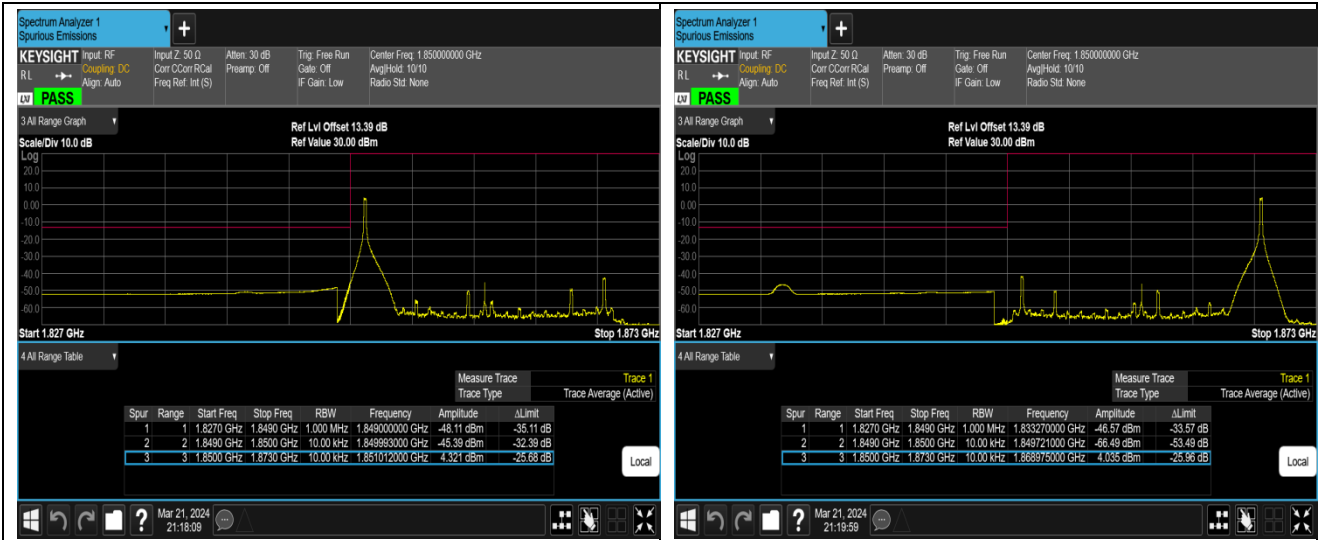 Spectrum Analyzer 1
Spurious Emissions
+
KEYSIGHT Input: RF Input Z: 50 Ω Atten: 30 dB Trig: Free Run Center Freq: 1.850000000 GHz
RL Coupling: DC Corr CCorr RCal Preamp: Off Gate: Off Avg|Hold: 10/10
Align: Auto Freq Ref: Int (S) IF Gain: Low Radio Std: None
LXI PASS
3 All Range Graph
Ref Lvl Offset 13.39 dB
Scale/Div 10.0 dB Ref Value 30.00 dBm
Log
20.0
10.0
0.00
-10.0
-20.0
-30.0
-40.0
-50.0
-60.0
Start 1.827 GHz Stop 1.873 GHz
4 All Range Table
Measure Trace Trace 1
Trace Type Trace Average (Active)
Spur Range Start Freq Stop Freq RBW Frequency Amplitude ΔLimit
1 1 1.8270 GHz 1.8490 GHz 1.000 MHz 1.849000000 GHz -48.11 dBm -35.11 dB
2 2 1.8490 GHz 1.8500 GHz 10.00 kHz 1.849993000 GHz -45.39 dBm -32.39 dB
3 3 1.8500 GHz 1.8730 GHz 10.00 kHz 1.851012000 GHz 4.321 dBm -25.68 dB
Local
?
Mar 21, 2024
21:18:09
Spectrum Analyzer 1
Spurious Emissions
+
KEYSIGHT Input: RF Input Z: 50 Ω Atten: 30 dB Trig: Free Run Center Freq: 1.850000000 GHz
RL Coupling: DC Corr CCorr RCal Preamp: Off Gate: Off Avg|Hold: 10/10
Align: Auto Freq Ref: Int (S) IF Gain: Low Radio Std: None
LXI PASS
3 All Range Graph
Ref Lvl Offset 13.39 dB
Scale/Div 10.0 dB Ref Value 30.00 dBm
Log
20.0
10.0
0.00
-10.0
-20.0
-30.0
-40.0
-50.0
-60.0
Start 1.827 GHz Stop 1.873 GHz
4 All Range Table
Measure Trace Trace 1
Trace Type Trace Average (Active)
Spur Range Start Freq Stop Freq RBW Frequency Amplitude ΔLimit
1 1 1.8270 GHz 1.8490 GHz 1.000 MHz 1.833270000 GHz -46.57 dBm -33.57 dB
2 2 1.8490 GHz 1.8500 GHz 10.00 kHz 1.849721000 GHz -66.49 dBm -53.49 dB
3 3 1.8500 GHz 1.8730 GHz 10.00 kHz 1.868975000 GHz 4.035 dBm -25.96 dB
Local
?
Mar 21, 2024
21:19:59